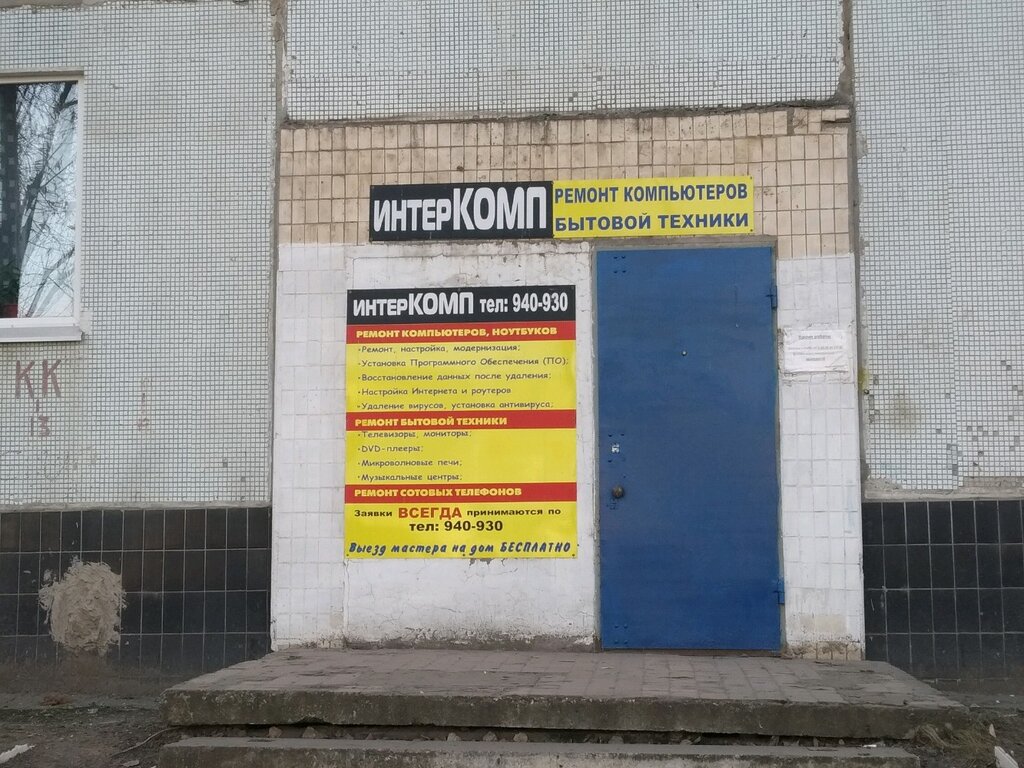 ИНТЕРКОМП
РЕМОНТ КОМПЬЮТЕРОВ
БЫТОВОЙ ТЕХНИКИ
ИНТЕРКОМП тел: 940-930
РЕМОНТ КОМПЬЮТЕРОВ, НОУТБУКОВ
·Ремонт, настройка, модернизация;
·Установка Программного Обеспечения (ПО);
·Восстановление данных после удаления;
·Настройка Интернета и роутеров
·Удаление вирусов, установка антивируса;
РЕМОНТ БЫТОВОЙ ТЕХНИКИ
·Телевизоры, мониторы;
·DVD-плееры;
·Микроволновые печи;
·Музыкальные центры;
РЕМОНТ СОТОВЫХ ТЕЛЕФОНОВ
Заявки ВСЕГДА принимаются по
тел: 940-930
Выезд мастера на дом БЕСПЛАТНО
КК
13